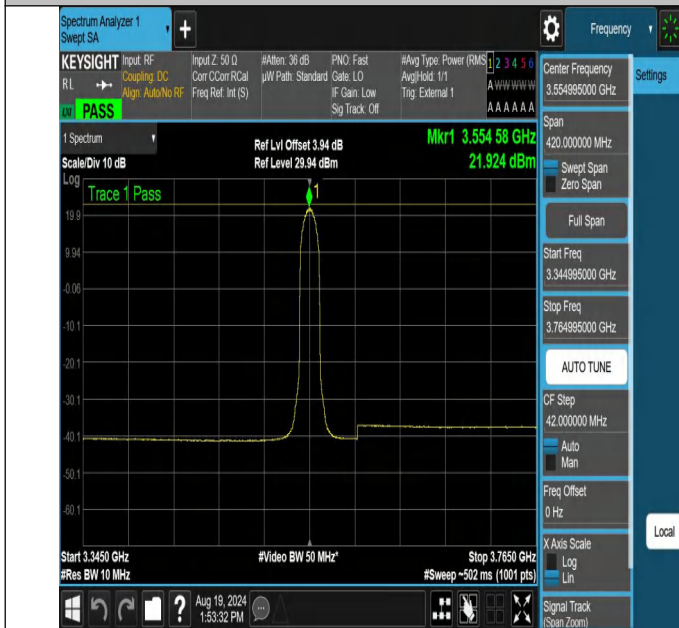 Spectrum Analyzer 1
Swept SA
Frequency
KEYSIGHT
RL
PASS
Input: RF
Coupling: DC
Align: Auto/No RF
Input Z: 50 Ω
Corr CCorr RCal
Freq Ref: Int (S)
#Atten: 36 dB
µW Path: Standard
PNO: Fast
Gate: LO
IF Gain: Low
Sig Track: Off
#Avg Type: Power (RMS
Avg|Hold: 1/1
Trig: External 1
1 2 3 4 5 6
A W W W W W
A A A A A A
1 Spectrum
Scale/Div 10 dB
Ref Lvl Offset 3.94 dB
Ref Level 29.94 dBm
Mkr1 3.554 58 GHz
21.924 dBm
Log
Trace 1 Pass
1
19.9
9.94
-0.06
-10.1
-20.1
-30.1
-40.1
-50.1
-60.1
Start 3.3450 GHz
#Res BW 10 MHz
#Video BW 50 MHz*
Stop 3.7650 GHz
#Sweep ~502 ms (1001 pts)
Aug 19, 2024
1:53:32 PM
Center Frequency
3.554995000 GHz
Settings
Span
420.000000 MHz
Swept Span
Zero Span
Full Span
Start Freq
3.344995000 GHz
Stop Freq
3.764995000 GHz
AUTO TUNE
CF Step
42.000000 MHz
Auto
Man
Freq Offset
0 Hz
Local
X Axis Scale
Log
Lin
Signal Track
(Span Zoom)